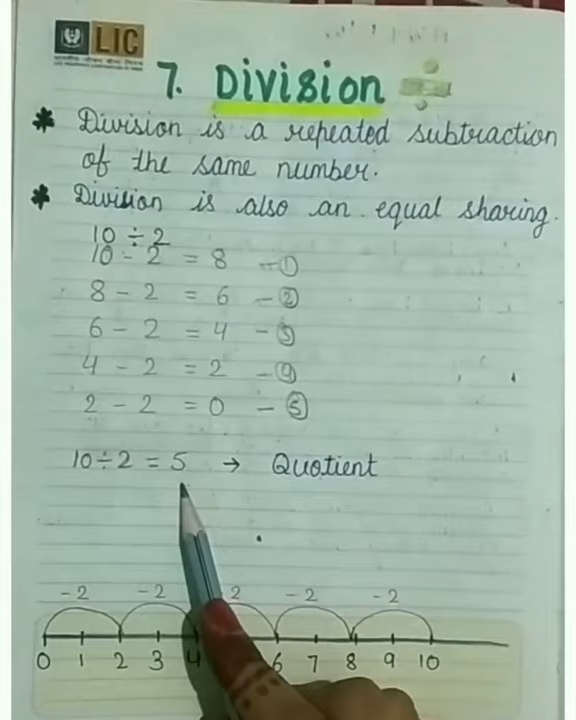 LIC
7. Division ÷
* Division is a repeated subtraction
of the same number.
* Division is also an equal sharing.
10 ÷ 2
10 - 2 = 8 - ①
8 - 2 = 6 - ②
6 - 2 = 4 - ③
4 - 2 = 2 - ④
2 - 2 = 0 - ⑤
10 ÷ 2 = 5 → Quotient
-2 -2 2 -2 -2
0 1 2 3 4 6 7 8 9 10